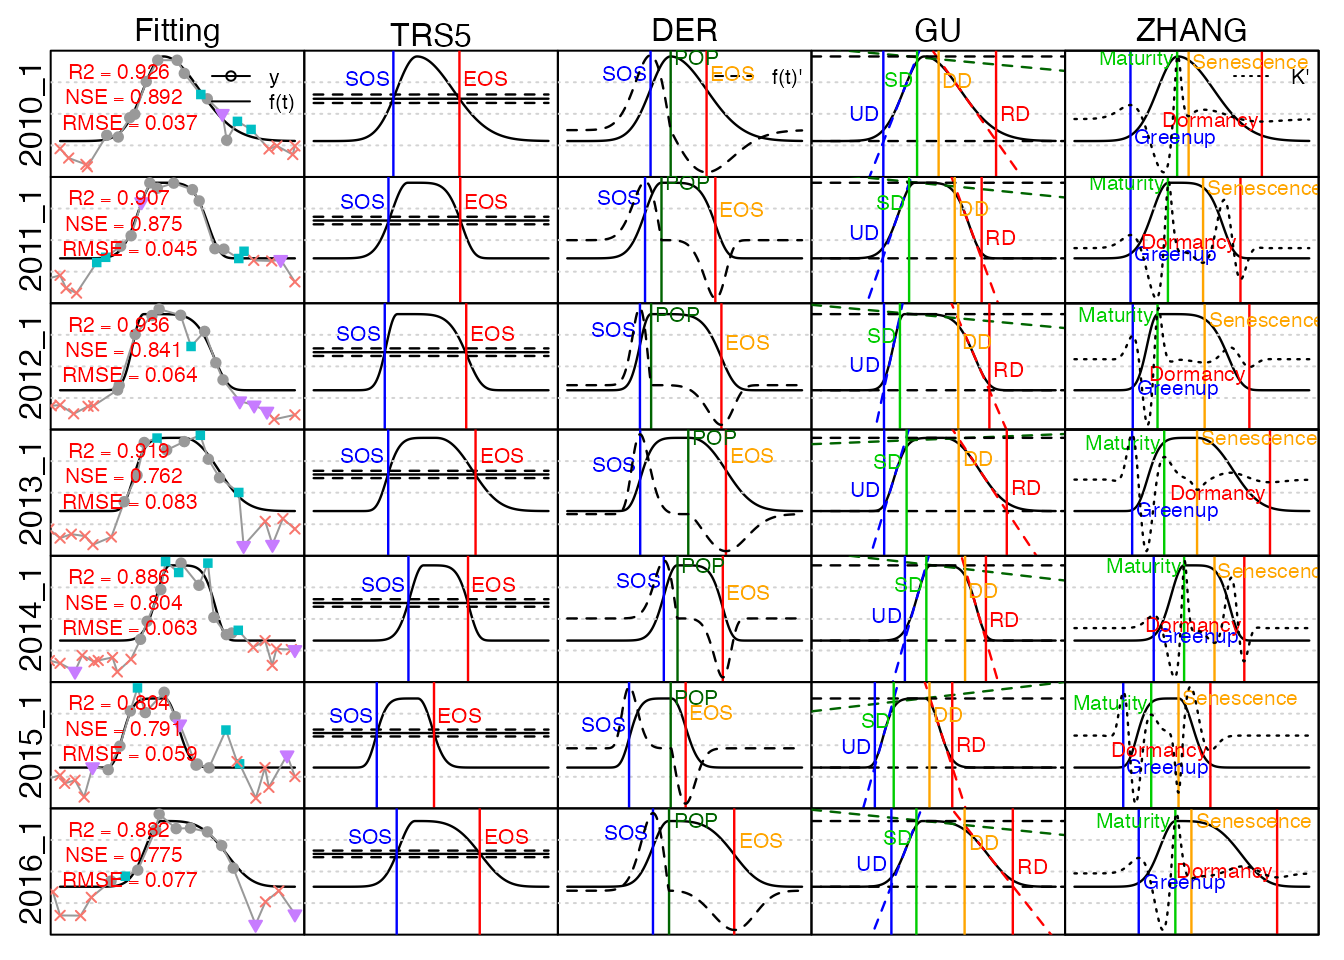 Fitting TRS5 DER GU ZHANG
2010_1
R2 = 0.926
NSE = 0.892
RMSE = 0.037
y
f(t)
SOS EOS
SOS POP EOS f(t)'
UD SD DD RD
Greenup Maturity Senescence Dormancy K'
2011_1
R2 = 0.907
NSE = 0.875
RMSE = 0.045
SOS EOS
SOS POP EOS
UD SD DD RD
Greenup Maturity Senescence Dormancy
2012_1
R2 = 0.936
NSE = 0.841
RMSE = 0.064
SOS EOS
SOS POP EOS
UD SD DD RD
Greenup Maturity Senescence Dormancy
2013_1
R2 = 0.919
NSE = 0.762
RMSE = 0.083
SOS EOS
SOS POP EOS
UD SD DD RD
Greenup Maturity Senescence Dormancy
2014_1
R2 = 0.886
NSE = 0.804
RMSE = 0.063
SOS EOS
SOS POP EOS
UD SD DD RD
Greenup Maturity Senescenc Dormancy
2015_1
R2 = 0.804
NSE = 0.791
RMSE = 0.059
SOS EOS
SOS POP EOS
UD SD DD RD
Greenup Maturity Senescence Dormancy
2016_1
R2 = 0.882
NSE = 0.775
RMSE = 0.077
SOS EOS
SOS POP EOS
UD SD DD RD
Greenup Maturity Senescence Dormancy